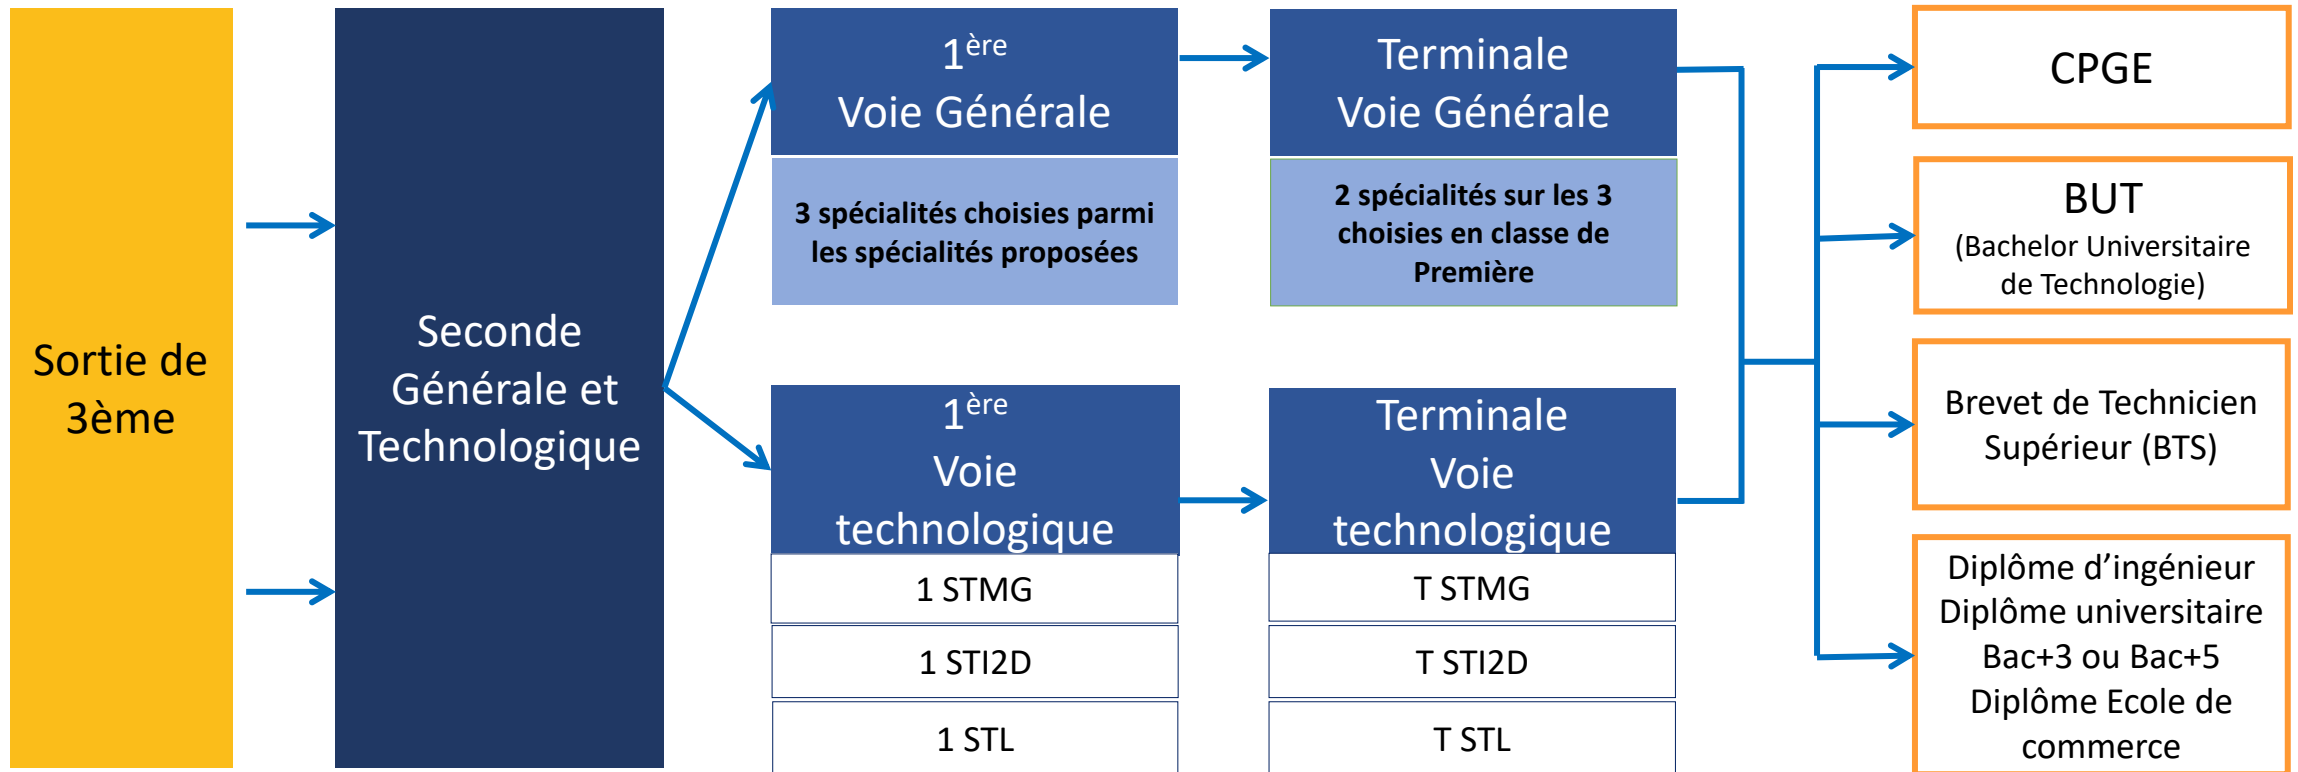 Sortie de
3ème
Seconde
Générale et
Technologique
1ère
Voie Générale
3 spécialités choisies parmi
les spécialités proposées
Terminale
Voie Générale
2 spécialités sur les 3
choisies en classe de
Première
1ère
Voie
technologique
1 STMG
1 STI2D
1 STL
Terminale
Voie
technologique
T STMG
T STI2D
T STL
CPGE
BUT
(Bachelor Universitaire
de Technologie)
Brevet de Technicien
Supérieur (BTS)
Diplôme d’ingénieur
Diplôme universitaire
Bac+3 ou Bac+5
Diplôme Ecole de
commerce